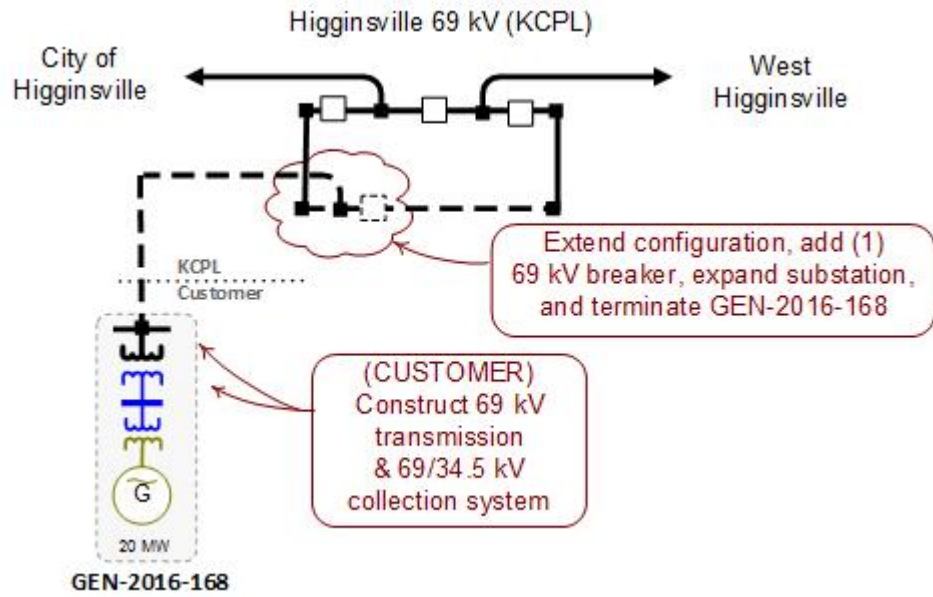 Higginsville 69 kV (KCPL)
City of
Higginsville
West
Higginsville
Extend configuration, add (1)
69 kV breaker, expand substation,
and terminate GEN-2016-168
KCPL
Customer
(CUSTOMER)
Construct 69 kV
transmission
& 69/34.5 kV
collection system
G
20 MW
GEN-2016-168